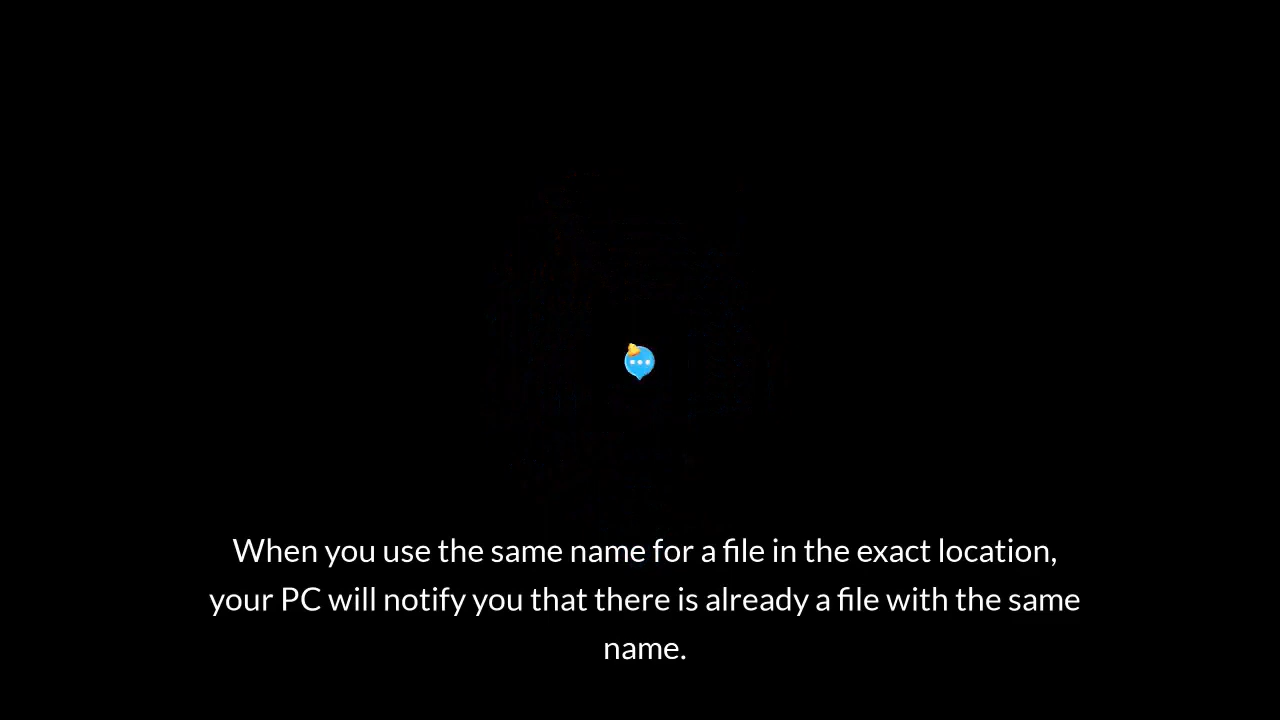 When you use the same name for a file in the exact location,
your PC will notify you that there is already a file with the same
name.